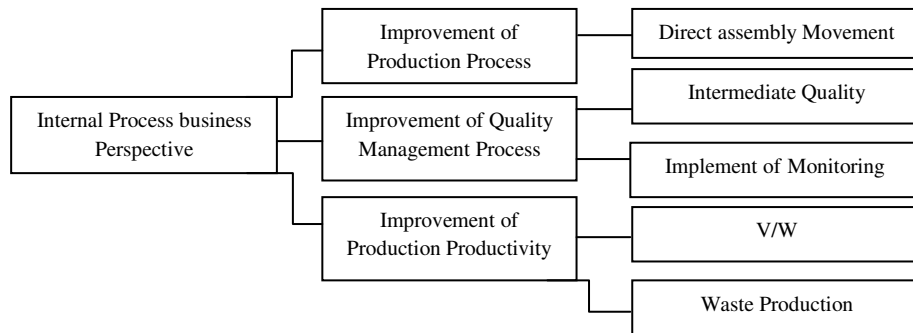 Improvement of
Production Process
Direct assembly Movement
Internal Process business
Perspective
Improvement of Quality
Management Process
Intermediate Quality
Implement of Monitoring
Improvement of
Production Productivity
V/W
Waste Production